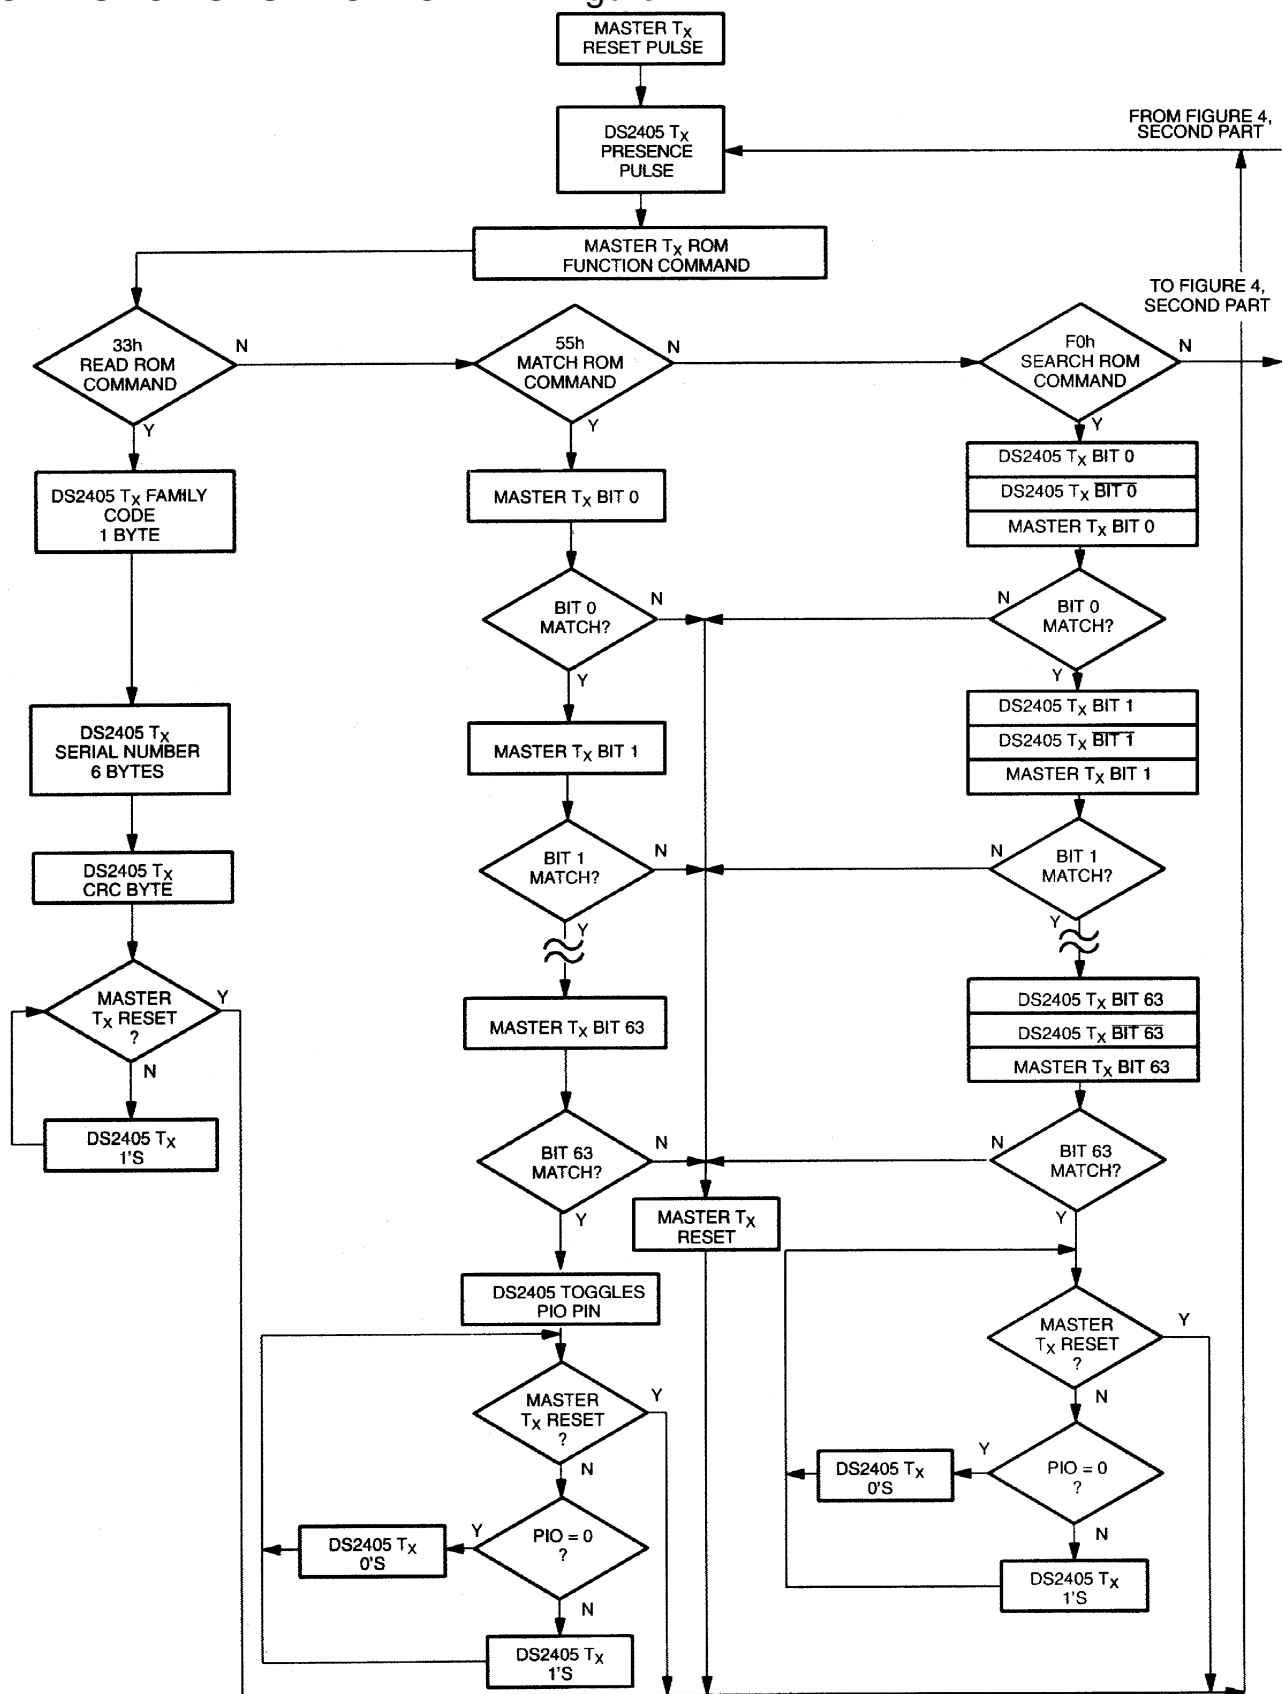 MASTER TX
RESET PULSE
DS2405 TX
PRESENCE
PULSE
FROM FIGURE 4,
SECOND PART
MASTER TX ROM
FUNCTION COMMAND
TO FIGURE 4,
SECOND PART
33h
READ ROM
COMMAND
N
Y
55h
MATCH ROM
COMMAND
N
Y
F0h
SEARCH ROM
COMMAND
N
Y
DS2405 TX FAMILY
CODE
1 BYTE
DS2405 TX
SERIAL NUMBER
6 BYTES
DS2405 TX
CRC BYTE
MASTER
TX RESET
?
Y
N
DS2405 TX
1'S
MASTER TX BIT 0
BIT 0
MATCH?
N
Y
MASTER TX BIT 1
BIT 1
MATCH?
N
Y
MASTER TX BIT 63
BIT 63
MATCH?
N
Y
DS2405 TOGGLES
PIO PIN
MASTER
TX RESET
?
Y
N
PIO = 0
?
Y
N
DS2405 TX
0'S
DS2405 TX
1'S
MASTER TX
RESET
DS2405 TX BIT 0
DS2405 TX BIT 0
MASTER TX BIT 0
BIT 0
MATCH?
N
Y
DS2405 TX BIT 1
DS2405 TX BIT 1
MASTER TX BIT 1
BIT 1
MATCH?
N
Y
DS2405 TX BIT 63
DS2405 TX BIT 63
MASTER TX BIT 63
BIT 63
MATCH?
N
Y
MASTER
TX RESET
?
Y
N
PIO = 0
?
Y
N
DS2405 TX
0'S
DS2405 TX
1'S